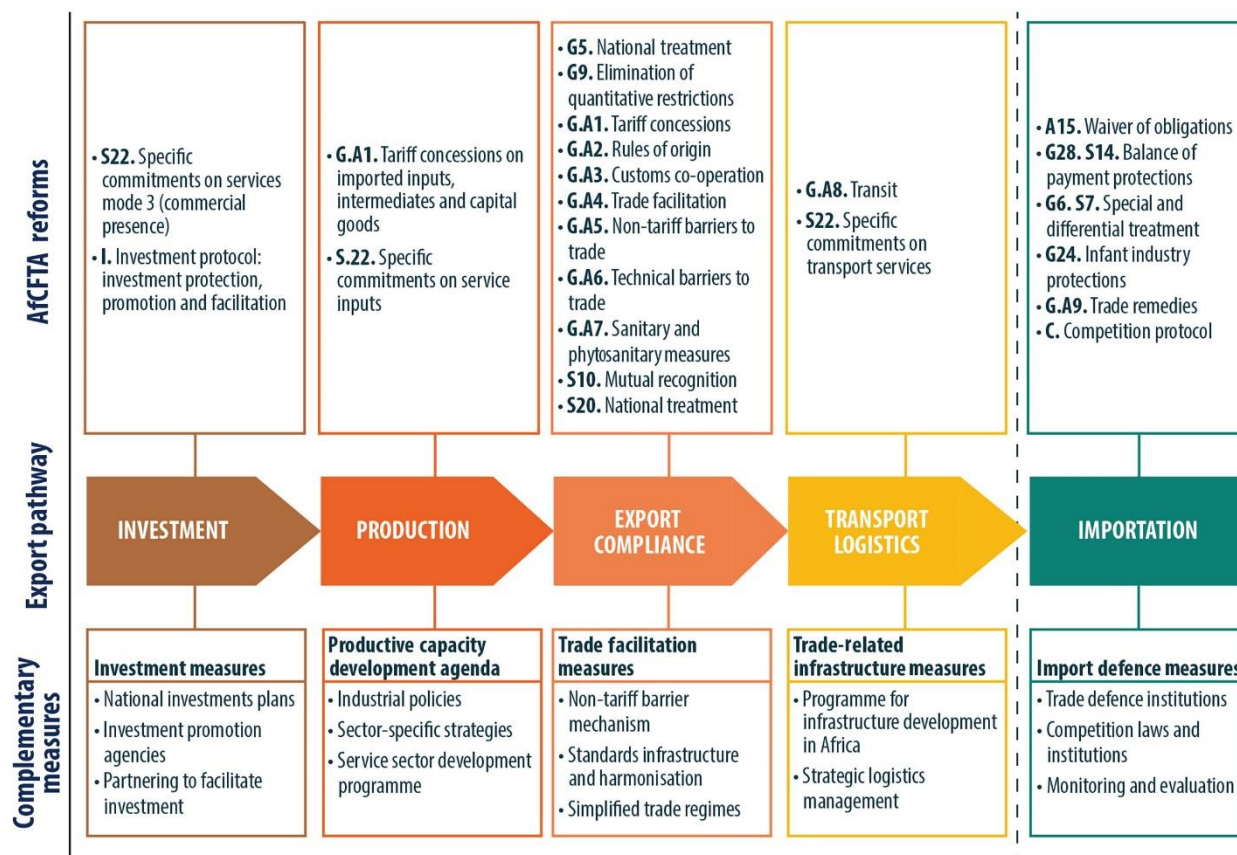 AfCFTA reforms
• S22. Specific
commitments on services
mode 3 (commercial
presence)
• I. Investment protocol:
investment protection,
promotion and facilitation
• G.A1. Tariff concessions on
imported inputs,
intermediates and capital
goods
• S.22. Specific
commitments on service
inputs
• G5. National treatment
• G9. Elimination of
quantitative restrictions
• G.A1. Tariff concessions
• G.A2. Rules of origin
• G.A3. Customs co-operation
• G.A4. Trade facilitation
• G.A5. Non-tariff barriers to
trade
• G.A6. Technical barriers to
trade
• G.A7. Sanitary and
phytosanitary measures
• S10. Mutual recognition
• S20. National treatment
• G.A8. Transit
• S22. Specific
commitments on
transport services
• A15. Waiver of obligations
• G28. S14. Balance of
payment protections
• G6. S7. Special and
differential treatment
• G24. Infant industry
protections
• G.A9. Trade remedies
• C. Competition protocol
Export pathway
INVESTMENT
PRODUCTION
EXPORT
COMPLIANCE
TRANSPORT
LOGISTICS
IMPORTATION
Complementary
measures
Investment measures
• National investments plans
• Investment promotion
agencies
• Partnering to facilitate
investment
Productive capacity
development agenda
• Industrial policies
• Sector-specific strategies
• Service sector development
programme
Trade facilitation
measures
• Non-tariff barrier
mechanism
• Standards infrastructure
and harmonisation
• Simplified trade regimes
Trade-related
infrastructure measures
• Programme for
infrastructure development
in Africa
• Strategic logistics
management
Import defence measures
• Trade defence institutions
• Competition laws and
institutions
• Monitoring and evaluation